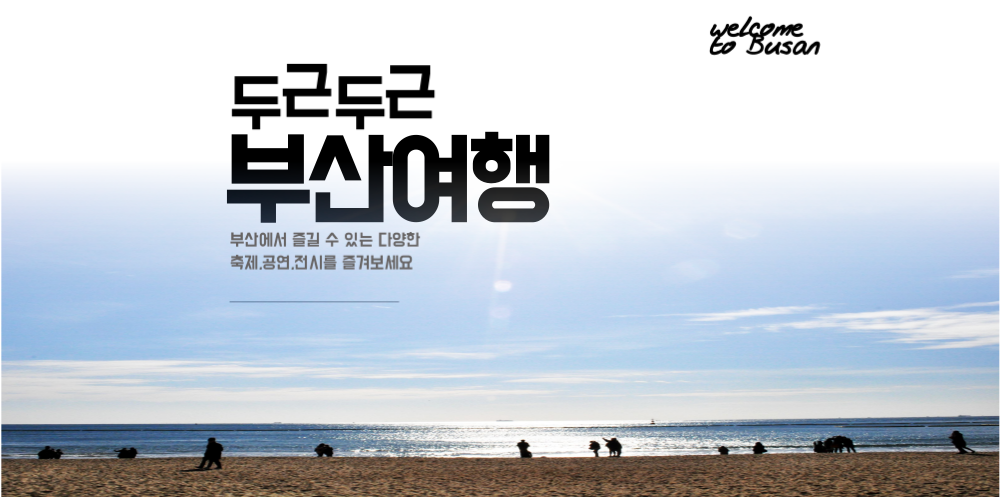 welcome
to Busan
두근두근
부산여행
부산에서 즐길 수 있는 다양한
축제.공연.전시를 즐겨보세요